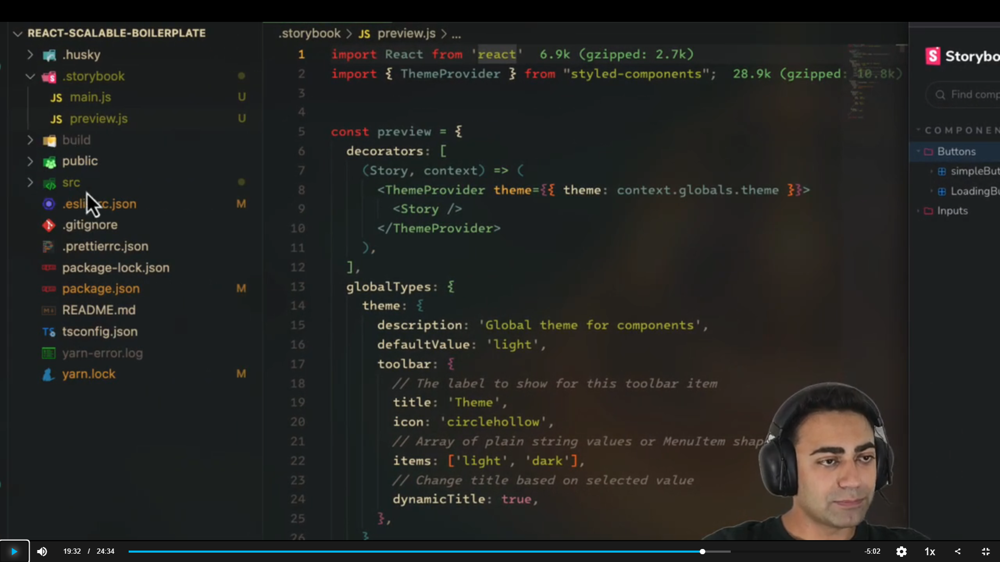 REACT-SCALABLE-BOILERPLATE
.husky
.storybook
JS main.js U
JS preview.js U
build
public
src
M
.gitignore
.prettierrc.json
package-lock.json
package.json M
README.md
TS tsconfig.json
yarn-error.log
yarn.lock M
.storybook > JS preview.js > ...
1 import React from 'react' 6.9k (gzipped: 2.7k)
2 import { ThemeProvider } from "styled-components"; 28.9k (gzipped: 10.8k)
3
4
5 const preview = {
6 decorators: [
7 (Story, context) => (
8 <ThemeProvider theme={{ theme: context.globals.theme }}>
9 <Story />
10 </ThemeProvider>
11 ),
12 ],
13 globalTypes: {
14 theme: {
15 description: 'Global theme for components',
16 defaultValue: 'light',
17 toolbar: {
18 // The label to show for this toolbar item
19 title: 'Theme',
20 icon: 'circlehollow',
21 // Array of plain string values or MenuItem shap
22 items: ['light', 'dark'],
23 // Change title based on selected value
24 dynamicTitle: true,
25 },
26 }
S Storybo
Find comp
COMPONEN
Buttons
simpleBut
LoadingBu
Inputs
19:32 / 24:34
-5:02
1x